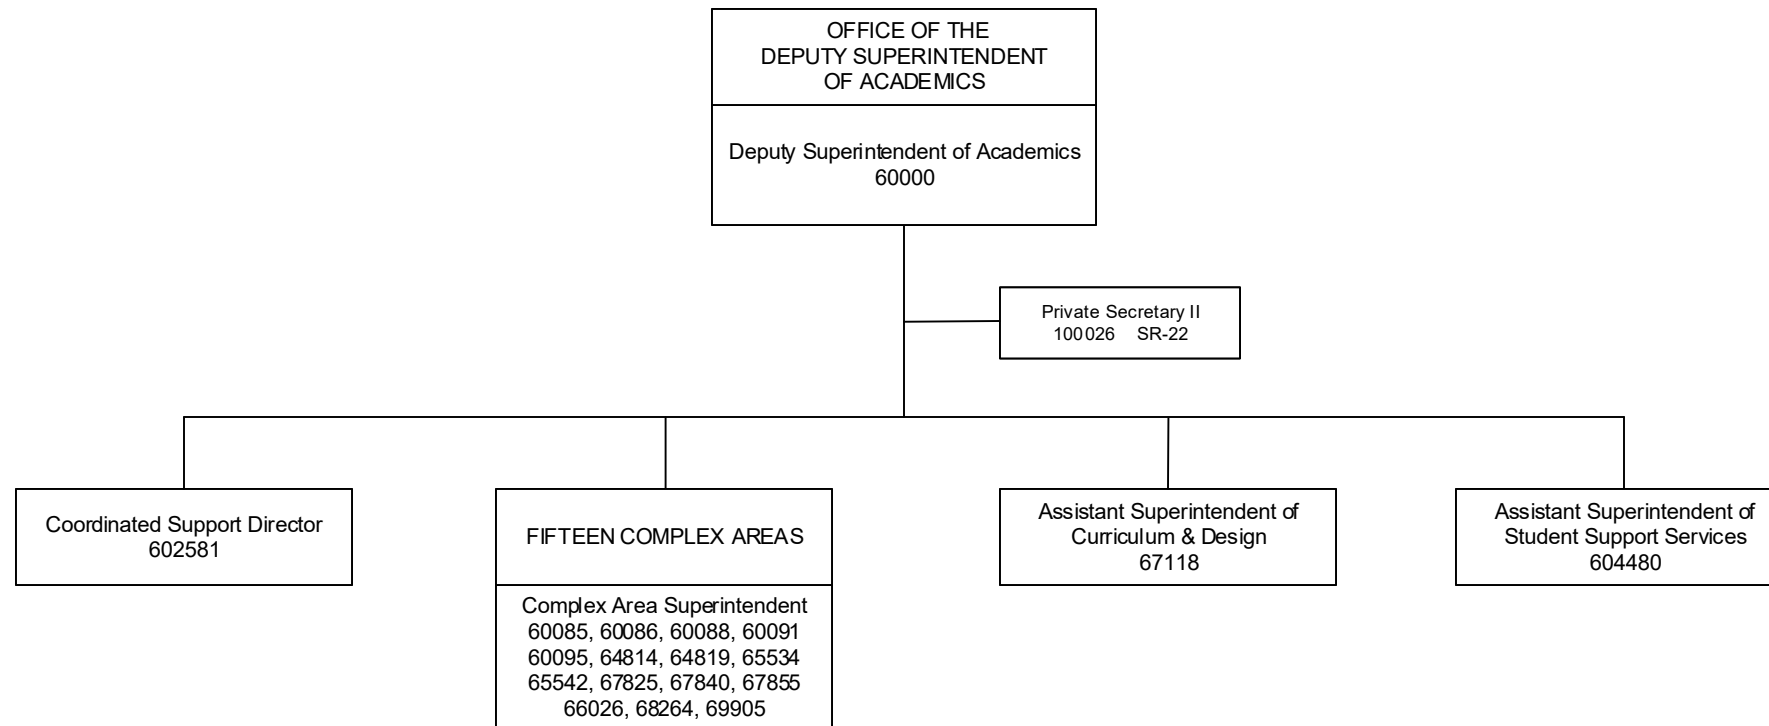 OFFICE OF THE
DEPUTY SUPERINTENDENT
OF ACADEMICS
Deputy Superintendent of Academics
60000
Private Secretary II
100026 SR-22
Coordinated Support Director
602581
FIFTEEN COMPLEX AREAS
Complex Area Superintendent
60085, 60086, 60088, 60091
60095, 64814, 64819, 65534
65542, 67825, 67840, 67855
66026, 68264, 69905
Assistant Superintendent of
Curriculum & Design
67118
Assistant Superintendent of
Student Support Services
604480